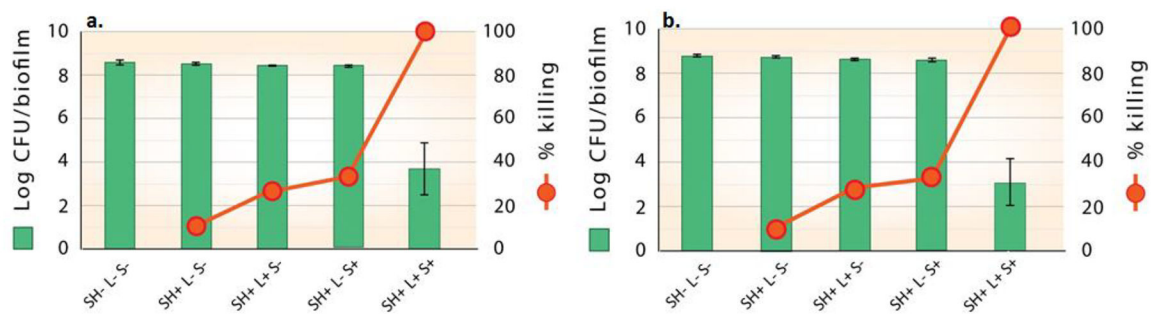 a.
Log CFU/biofilm
10
8
6
4
2
0
100
80
60
40
20
0
% killing
SH- L- S-
SH+ L- S-
SH+ L+ S-
SH+ L- S+
SH+ L+ S+
b.
Log CFU/biofilm
10
8
6
4
2
0
100
80
60
40
20
0
% killing
SH- L- S-
SH+ L- S-
SH+ L+ S-
SH+ L- S+
SH+ L+ S+